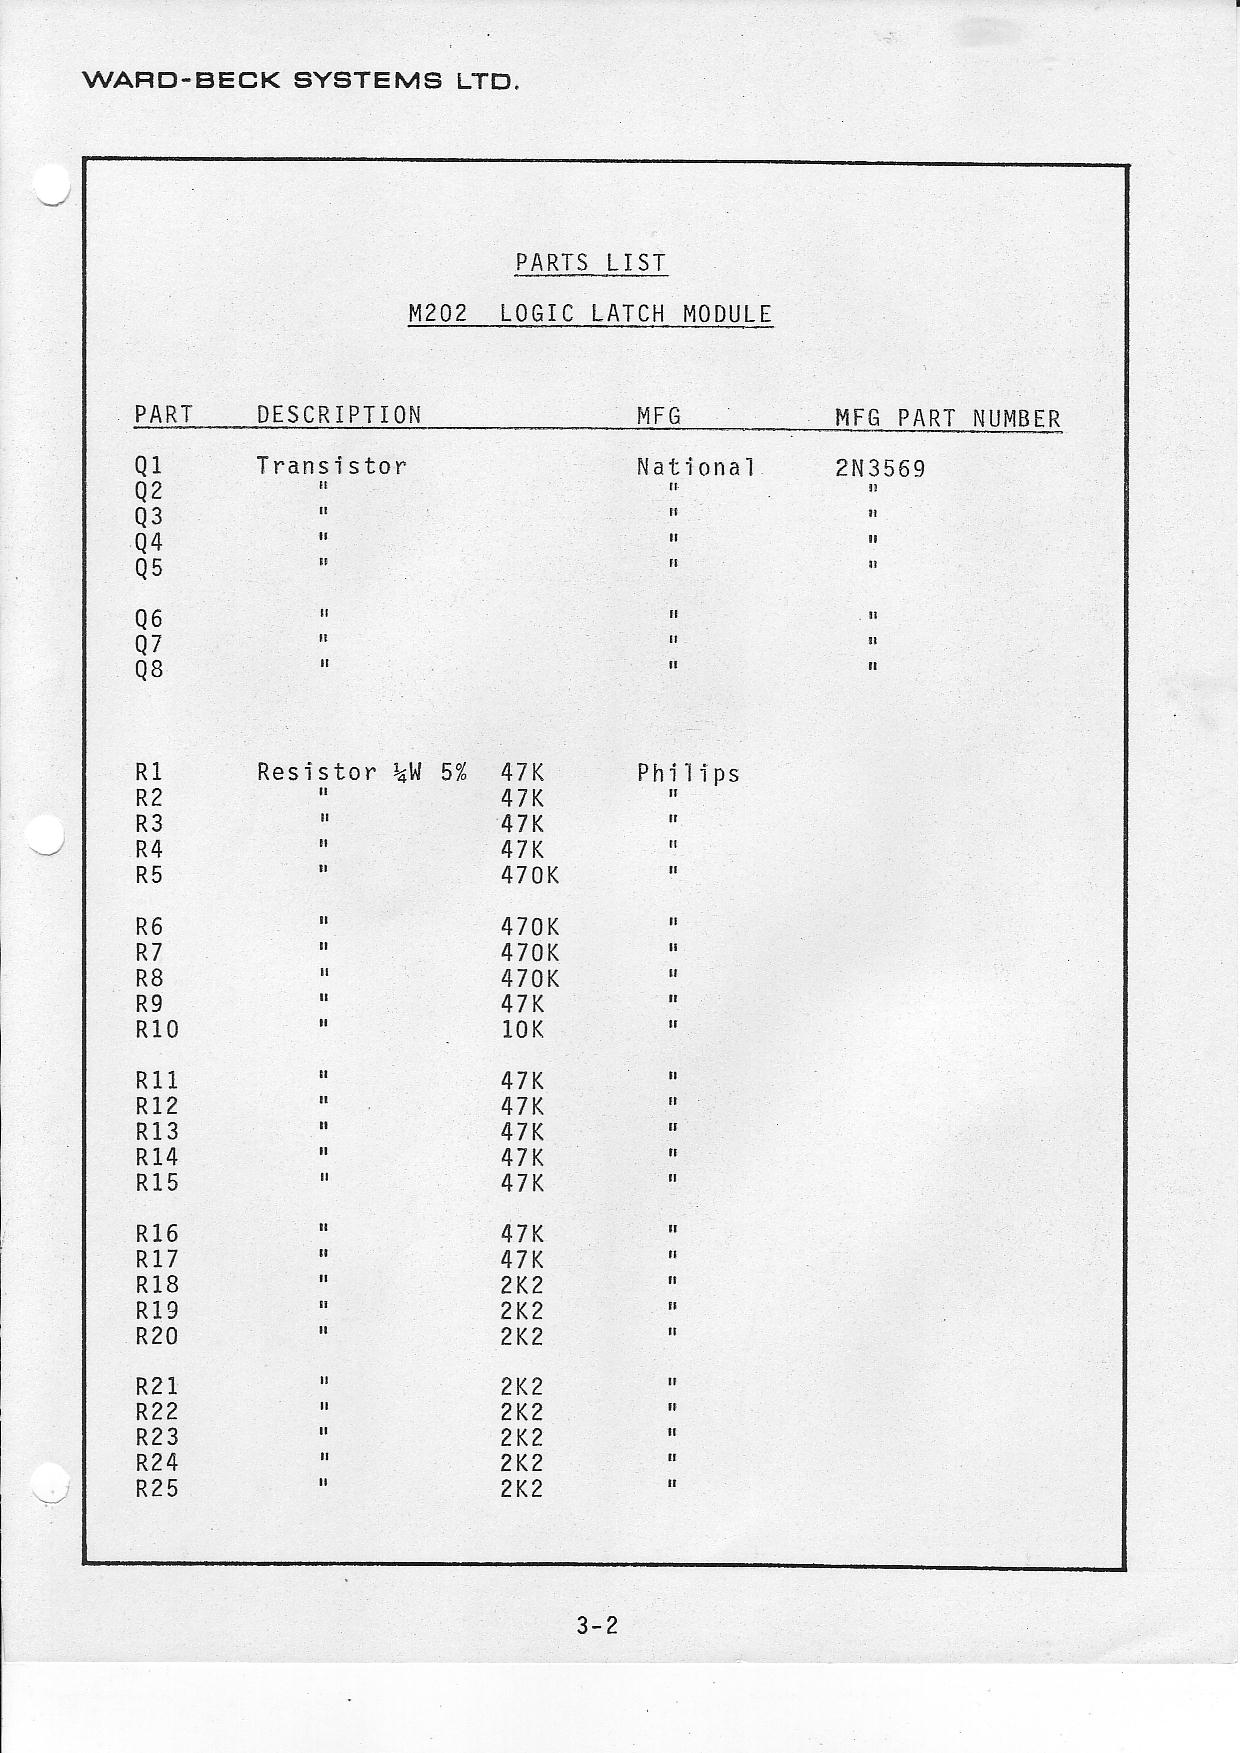 WARD-BECK SYSTEMS LTD.
PARTS LIST
M202 LOGIC LATCH MODULE
PART DESCRIPTION MFG MFG PART NUMBER
Q1 Transistor National 2N3569
Q2 " " "
Q3 " " "
Q4 " " "
Q5 " " "
Q6 " " "
Q7 " " "
Q8 " " "
R1 Resistor ¼W 5% 47K Philips
R2 " 47K "
R3 " 47K "
R4 " 47K "
R5 " 470K "
R6 " 470K "
R7 " 470K "
R8 " 470K "
R9 " 47K "
R10 " 10K "
R11 " 47K "
R12 " 47K "
R13 " 47K "
R14 " 47K "
R15 " 47K "
R16 " 47K "
R17 " 47K "
R18 " 2K2 "
R19 " 2K2 "
R20 " 2K2 "
R21 " 2K2 "
R22 " 2K2 "
R23 " 2K2 "
R24 " 2K2 "
R25 " 2K2 "
3-2